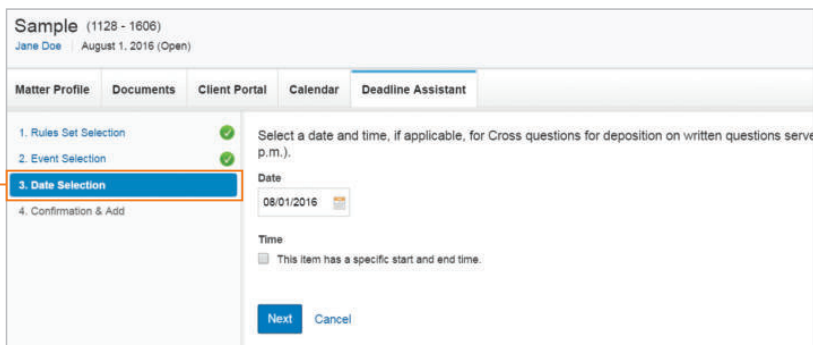 Sample (1128 - 1606)
Jane Doe August 1, 2016 (Open)
Matter Profile Documents Client Portal Calendar Deadline Assistant
1. Rules Set Selection
2. Event Selection
3. Date Selection
4. Confirmation & Add
Select a date and time, if applicable, for Cross questions for deposition on written questions serve
p.m.).
Date
08/01/2016
Time
This item has a specific start and end time.
Next Cancel